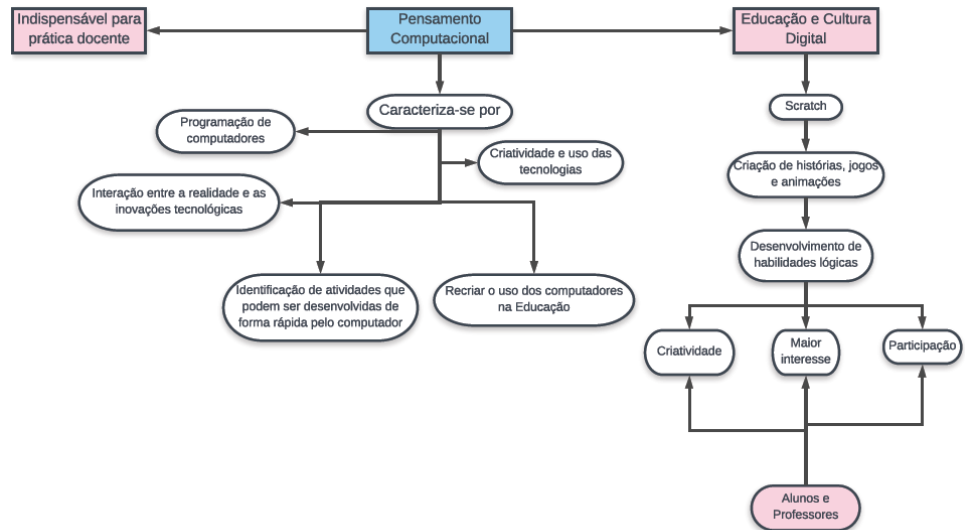 Indispensável para
prática docente
Pensamento
Computacional
Educação e Cultura
Digital
Caracteriza-se por
Scratch
Programação de
computadores
Criatividade e uso das
tecnologias
Criação de histórias, jogos
e animações
Interação entre a realidade e as
inovações tecnológicas
Desenvolvimento de
habilidades lógicas
Identificação de atividades que
podem ser desenvolvidas de
forma rápida pelo computador
Recriar o uso dos computadores
na Educação
Criatividade
Maior
interesse
Participação
Alunos e
Professores